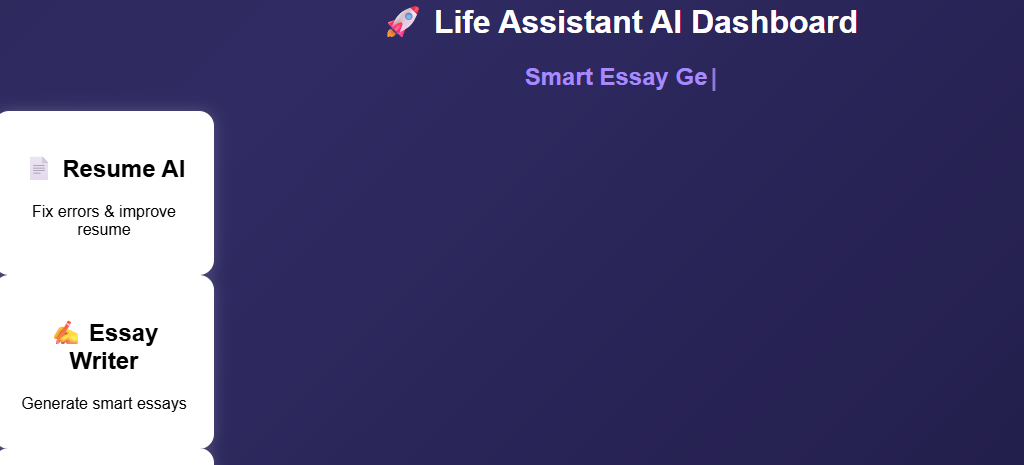 🚀 Life Assistant AI Dashboard
Smart Essay Ge|
📄 Resume AI
Fix errors & improve
resume
✍️ Essay
Writer
Generate smart essays